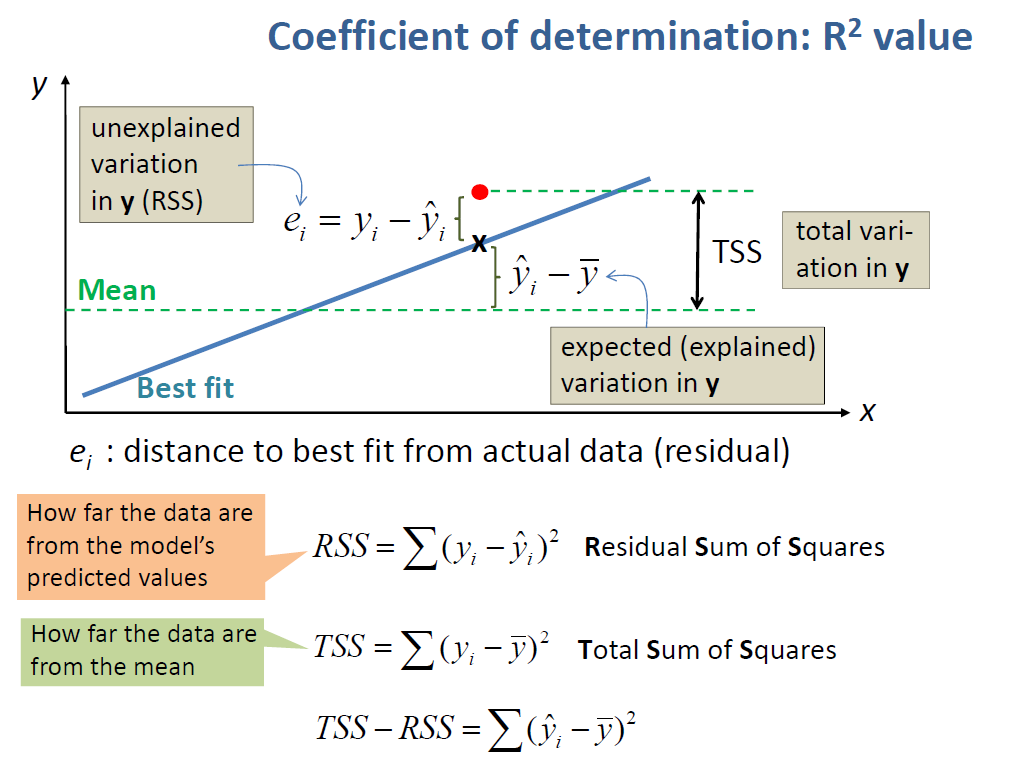 Coefficient of determination: R² value
y
unexplained
variation
in y (RSS)
eᵢ = yᵢ − ŷᵢ
x
ŷᵢ − y̅
TSS
total vari-
ation in y
Mean
expected (explained)
variation in y
Best fit
x
eᵢ : distance to best fit from actual data (residual)
How far the data are
from the model’s
predicted values
RSS = ∑(yᵢ − ŷᵢ)² Residual Sum of Squares
How far the data are
from the mean
TSS = ∑(yᵢ − y̅)² Total Sum of Squares
TSS − RSS = ∑(ŷᵢ − y̅)²